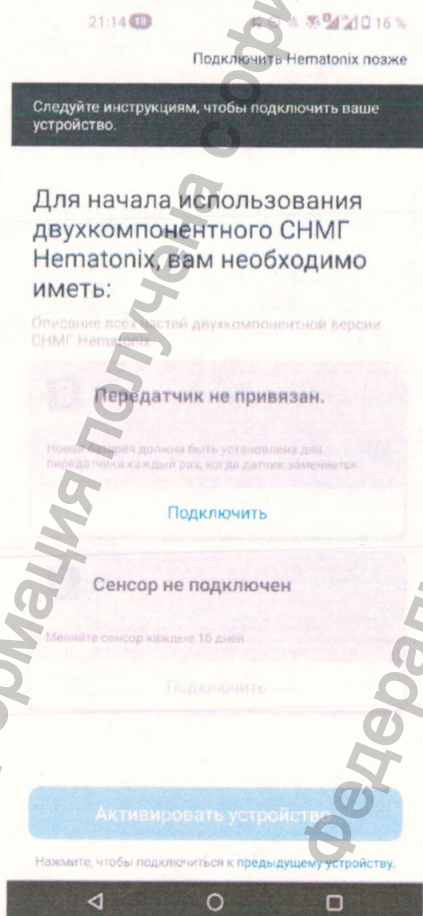 21:14 18 16 %
Подключить Hematonix позже
Следуйте инструкциям, чтобы подключить ваше
устройство.
Для начала использования
двухкомпонентного СНМГ
Hematonix, вам необходимо
иметь:
Описание всех частей двухкомпонентной версии
СНМГ Hematonix
Передатчик не привязан.
Новая батарея должна быть установлена для
передатчика каждый раз, когда датчик заменяется.
Подключить
Сенсор не подключен
Меняйте сенсор каждые 16 дней
Подключить
Активировать устройство
Нажмите, чтобы подключиться к предыдущему устройству.